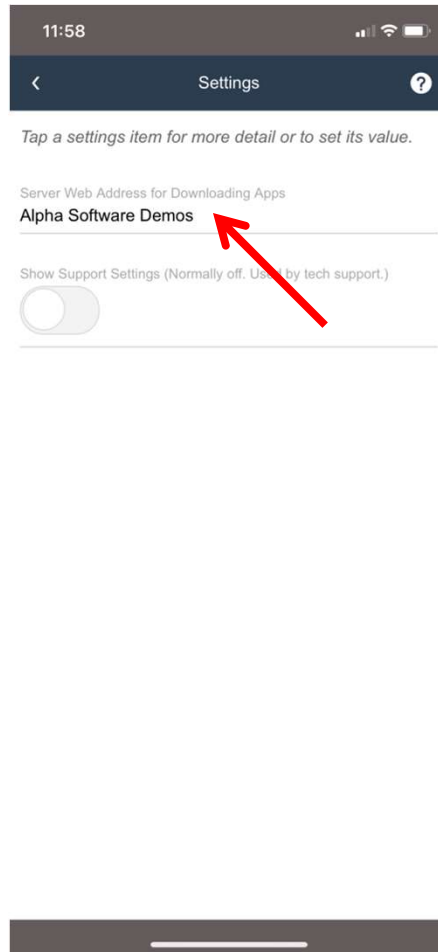 11:58
Settings
?
Tap a settings item for more detail or to set its value.
Server Web Address for Downloading Apps
Alpha Software Demos
Show Support Settings (Normally off. Used by tech support.)